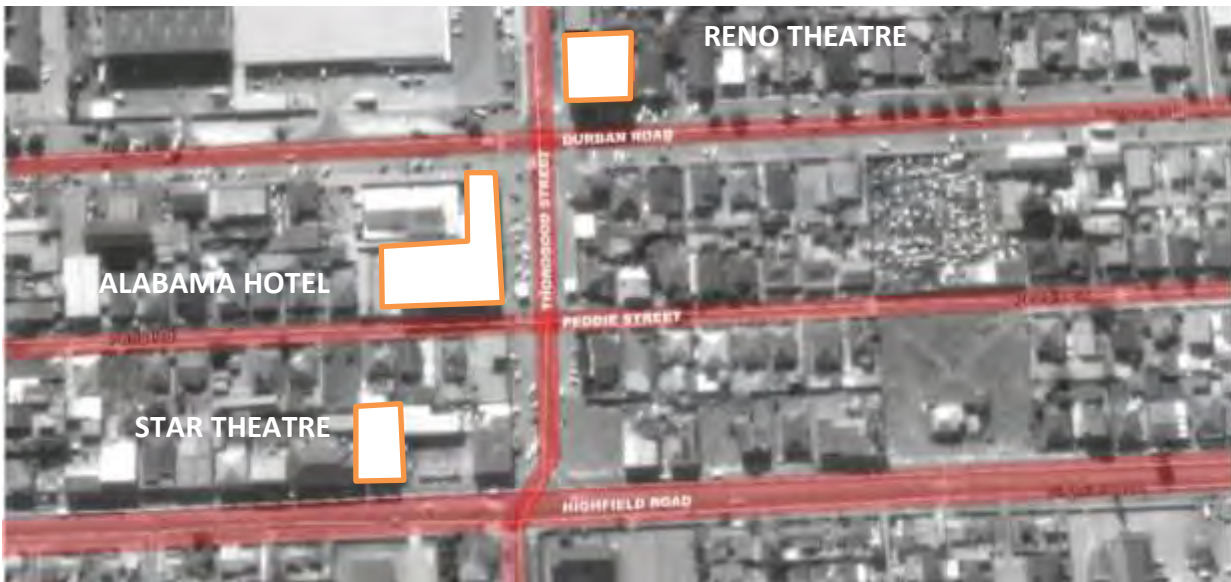 RENO THEATRE
DURBAN ROAD
THOROGOOD STREET
ALABAMA HOTEL
PEDDIE STREET
STAR THEATRE
HIGHFIELD ROAD